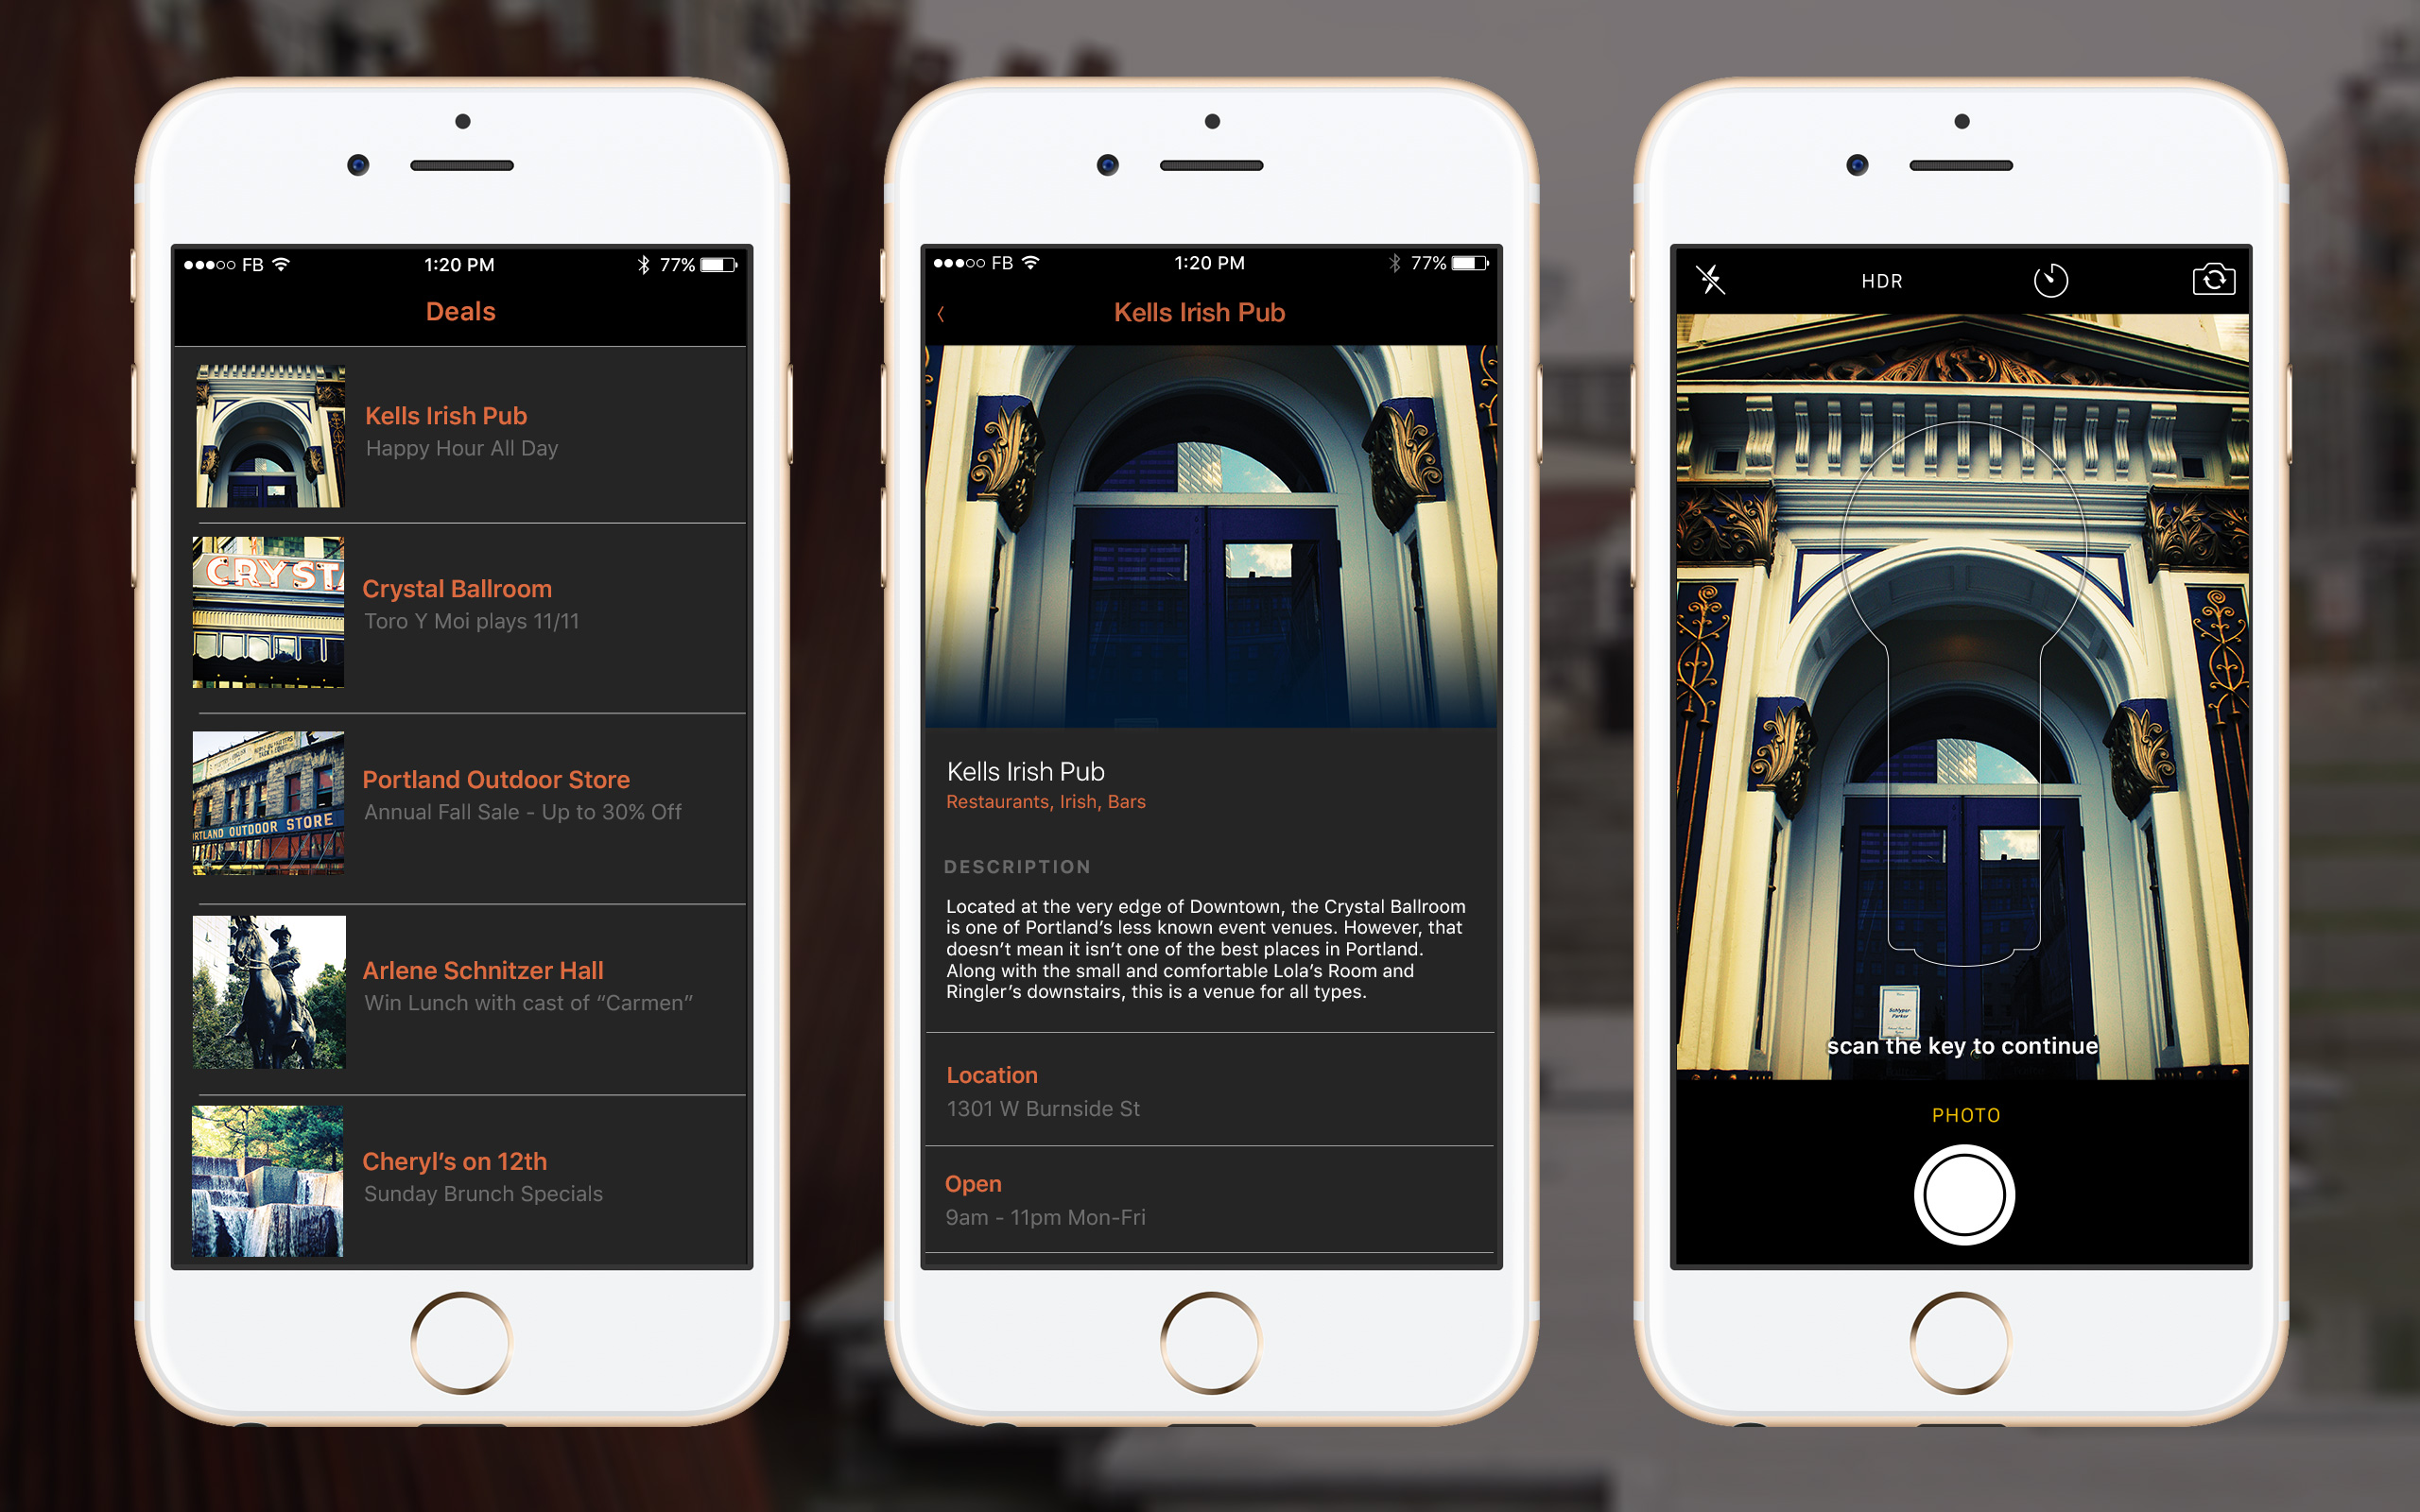 FB 1:20 PM 77%
Deals
Kells Irish Pub
Happy Hour All Day
CRYST
Crystal Ballroom
Toro Y Moi plays 11/11
Portland Outdoor Store
Annual Fall Sale - Up to 30% Off
RTLAND OUTDOOR STORE
Arlene Schnitzer Hall
Win Lunch with cast of “Carmen”
Cheryl’s on 12th
Sunday Brunch Specials
FB 1:20 PM 77%
Kells Irish Pub
Kells Irish Pub
Restaurants, Irish, Bars
DESCRIPTION
Located at the very edge of Downtown, the Crystal Ballroom
is one of Portland’s less known event venues. However, that
doesn’t mean it isn’t one of the best places in Portland.
Along with the small and comfortable Lola’s Room and
Ringler’s downstairs, this is a venue for all types.
Location
1301 W Burnside St
Open
9am - 11pm Mon-Fri
HDR
Schlyper-
Parker
scan the key to continue
PHOTO